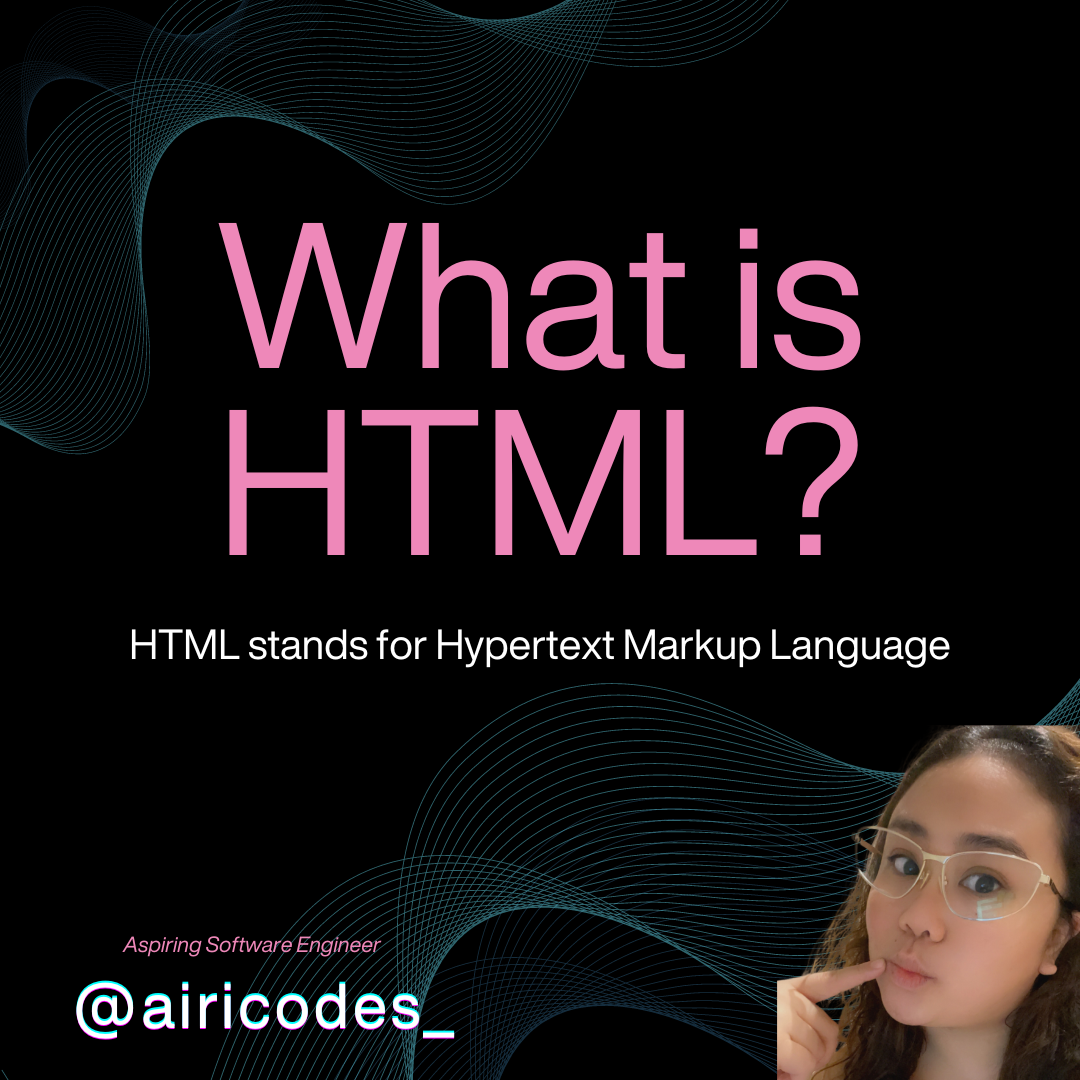 What is
HTML?
HTML stands for Hypertext Markup Language
Aspiring Software Engineer
@airicodes_